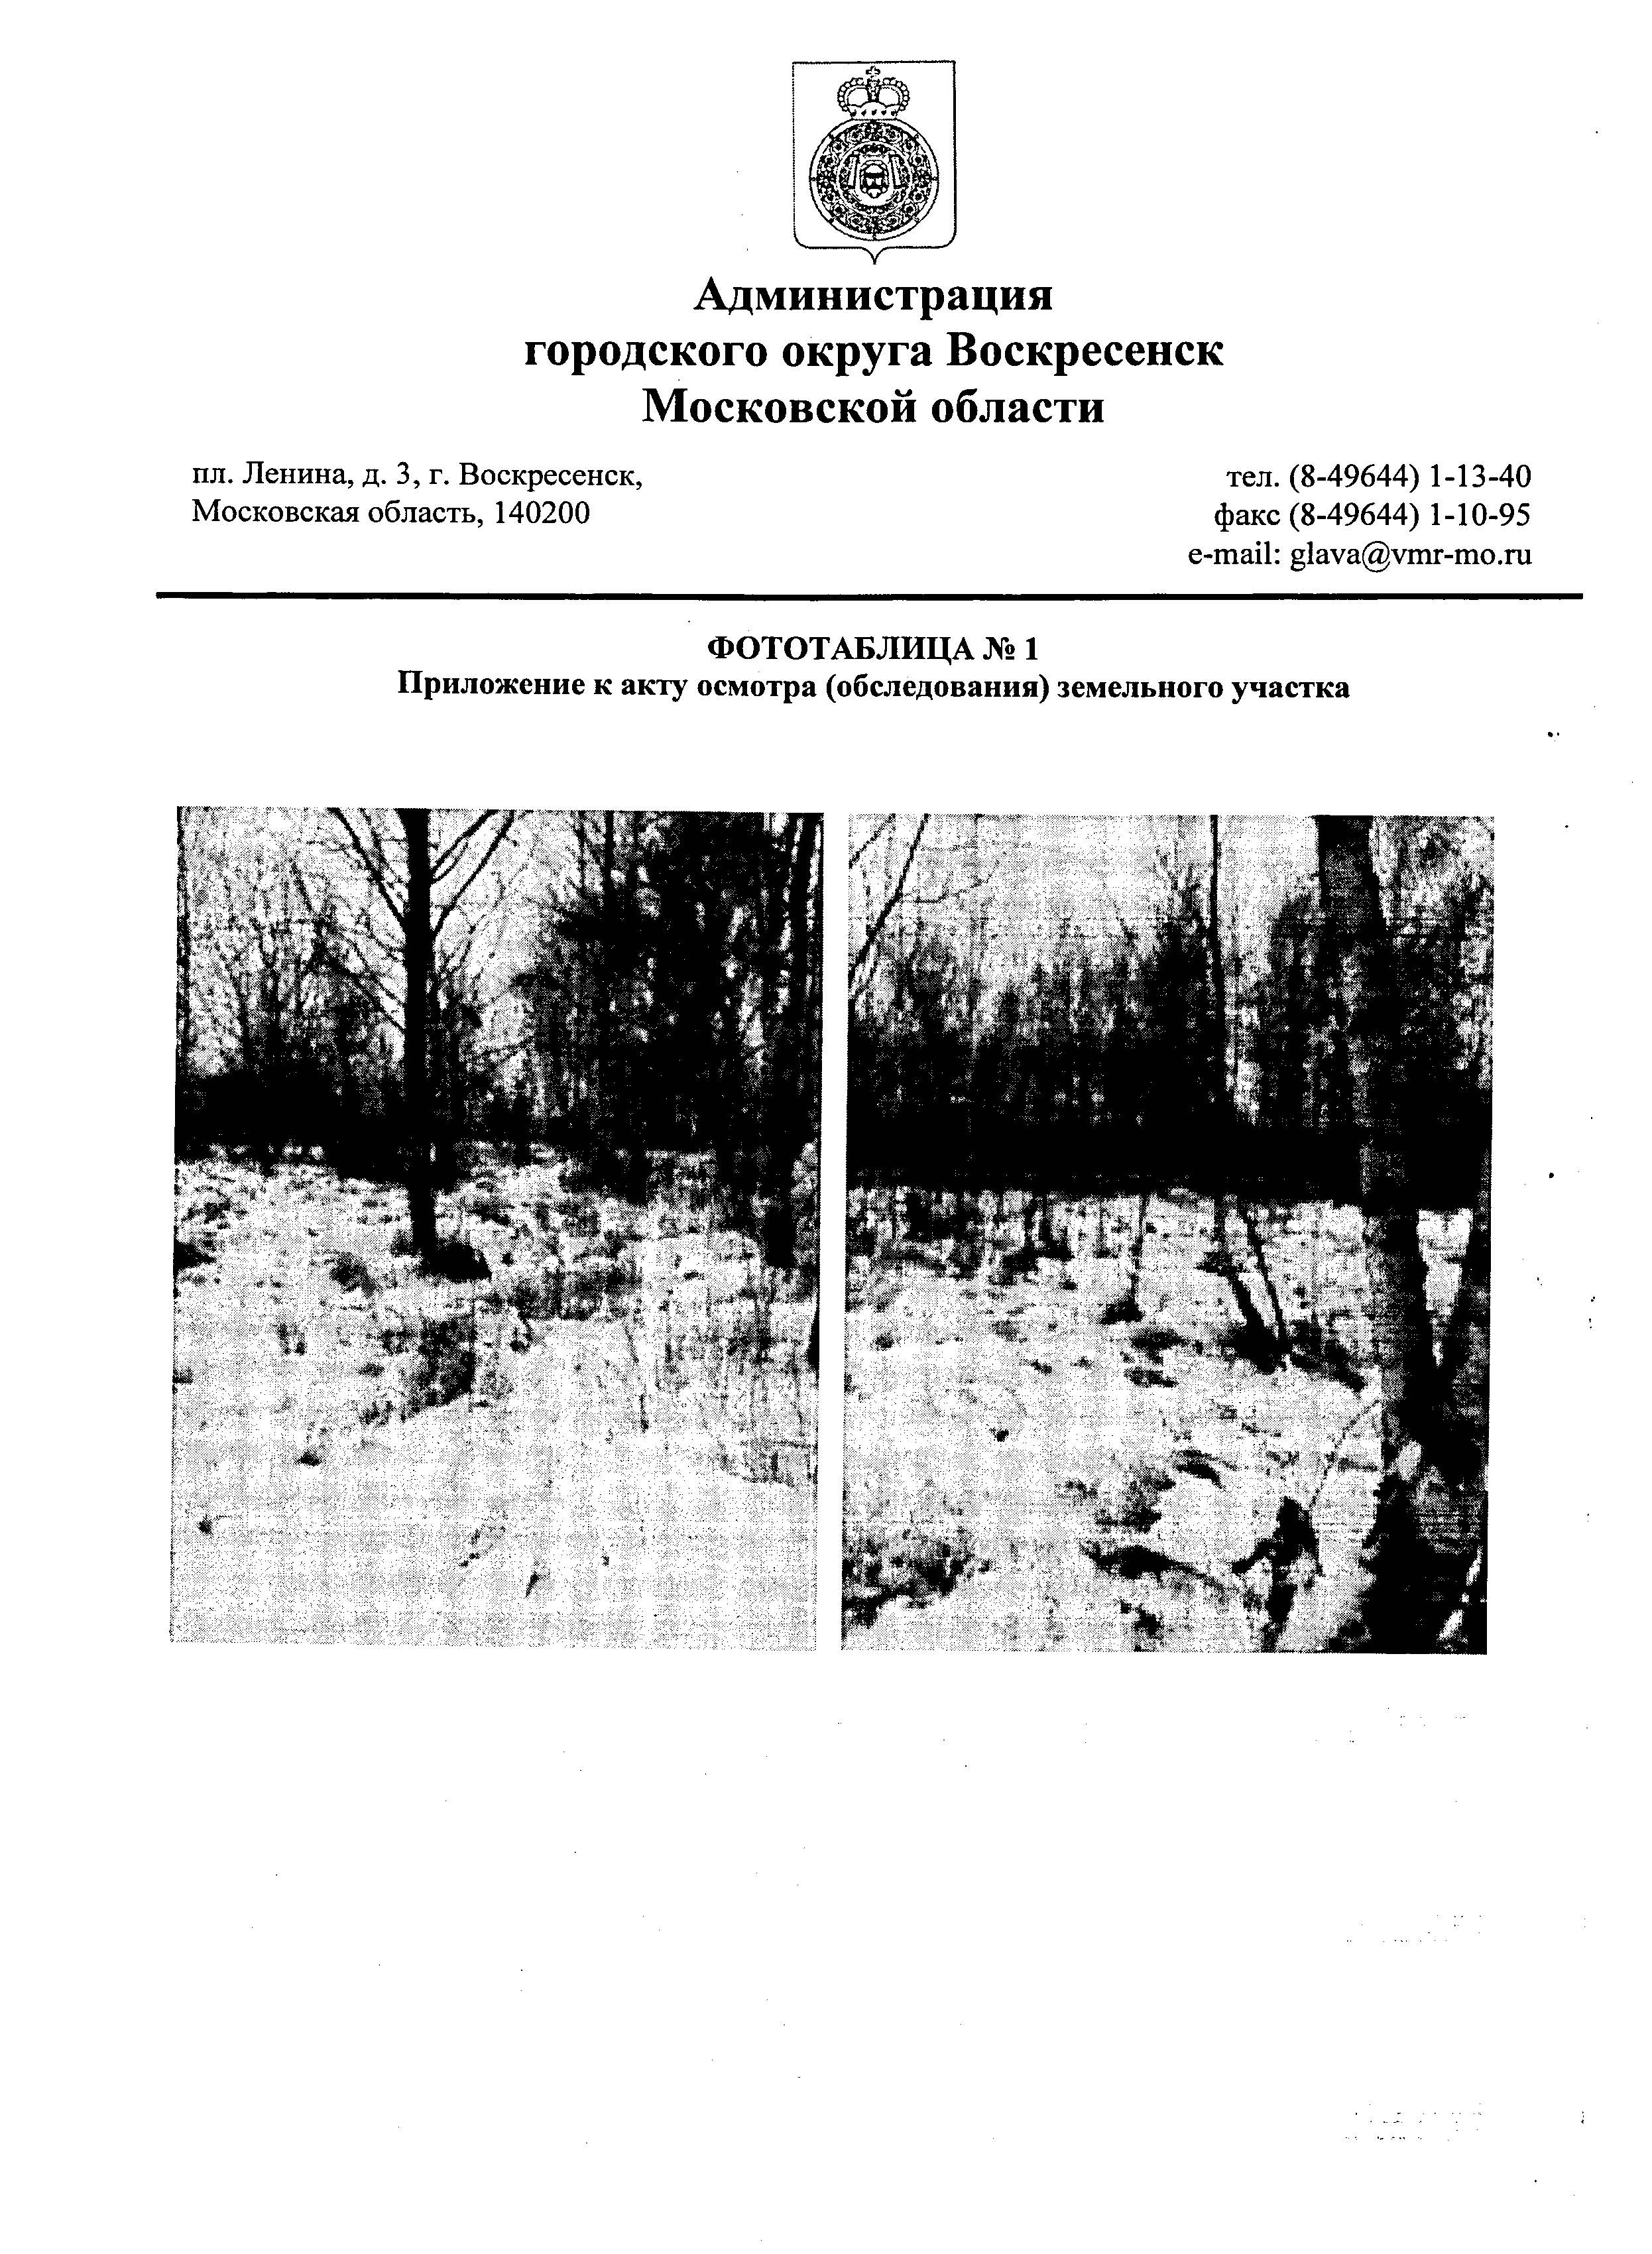 Администрация
городского округа Воскресенск
Московской области
пл. Ленина, д. 3, г. Воскресенск,
Московская область, 140200
тел. (8-49644) 1-13-40
факс (8-49644) 1-10-95
e-mail: glava@vmr-mo.ru
ФОТОТАБЛИЦА № 1
Приложение к акту осмотра (обследования) земельного участка